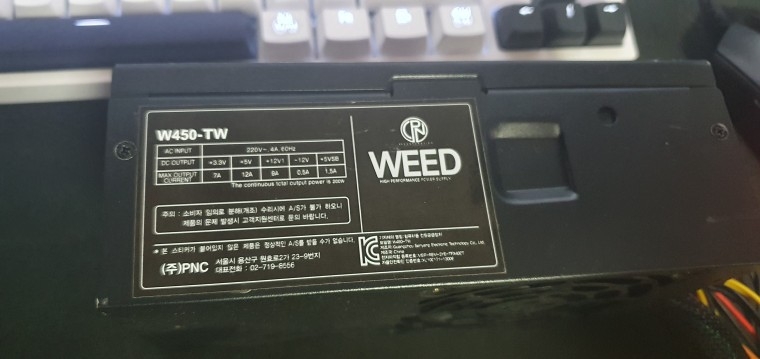 W450-TW
AC INPUT 220V~, 4A, 60Hz
DC OUTPUT +3.3V +5V +12V1 -12V +5VSB
MAX OUTPUT CURRENT 7A 12A 8A 0.5A 1.5A
The continuous total output power is 200W
주의 : 소비자 임의로 분해(개조) 수리시에 A/S가 불가 하오니
제품의 문제 발생시 고객지원센터로 문의 바랍니다.
※ 본 스티커가 붙어있지 않은 제품은 정상적인 A/S를 받을 수가 없습니다.
(주)PNC
서울시 용산구 원효로2가 23-9번지
대표전화 : 02-719-8656
WEED
HIGH PERFORMANCE POWER SUPPLY
W450-TW